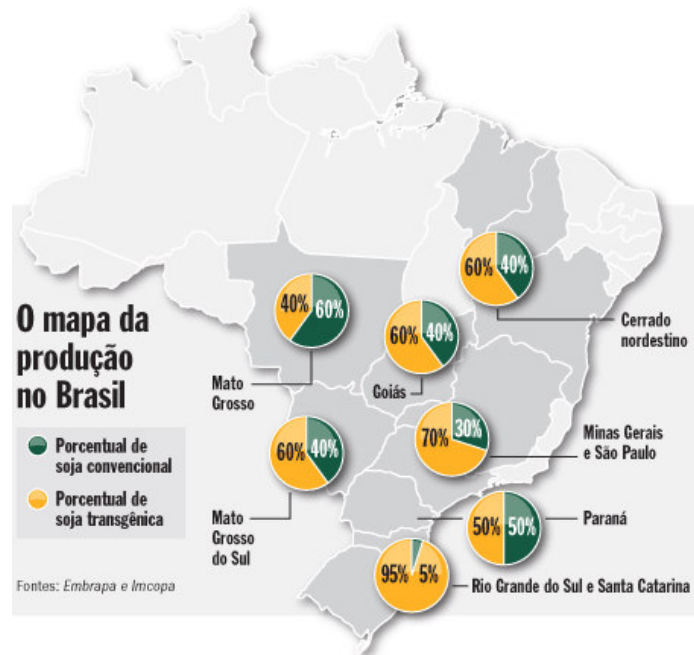 O mapa da
produção
no Brasil
Porcentual de
soja convencional
Porcentual de
soja transgênica
Fontes: Embrapa e Imcopa
60% 40%
Cerrado
nordestino
40% 60%
Mato
Grosso
60% 40%
Goiás
70% 30%
Minas Gerais
e São Paulo
60% 40%
Mato
Grosso
do Sul
50% 50%
Paraná
95% 5%
Rio Grande do Sul e Santa Catarina